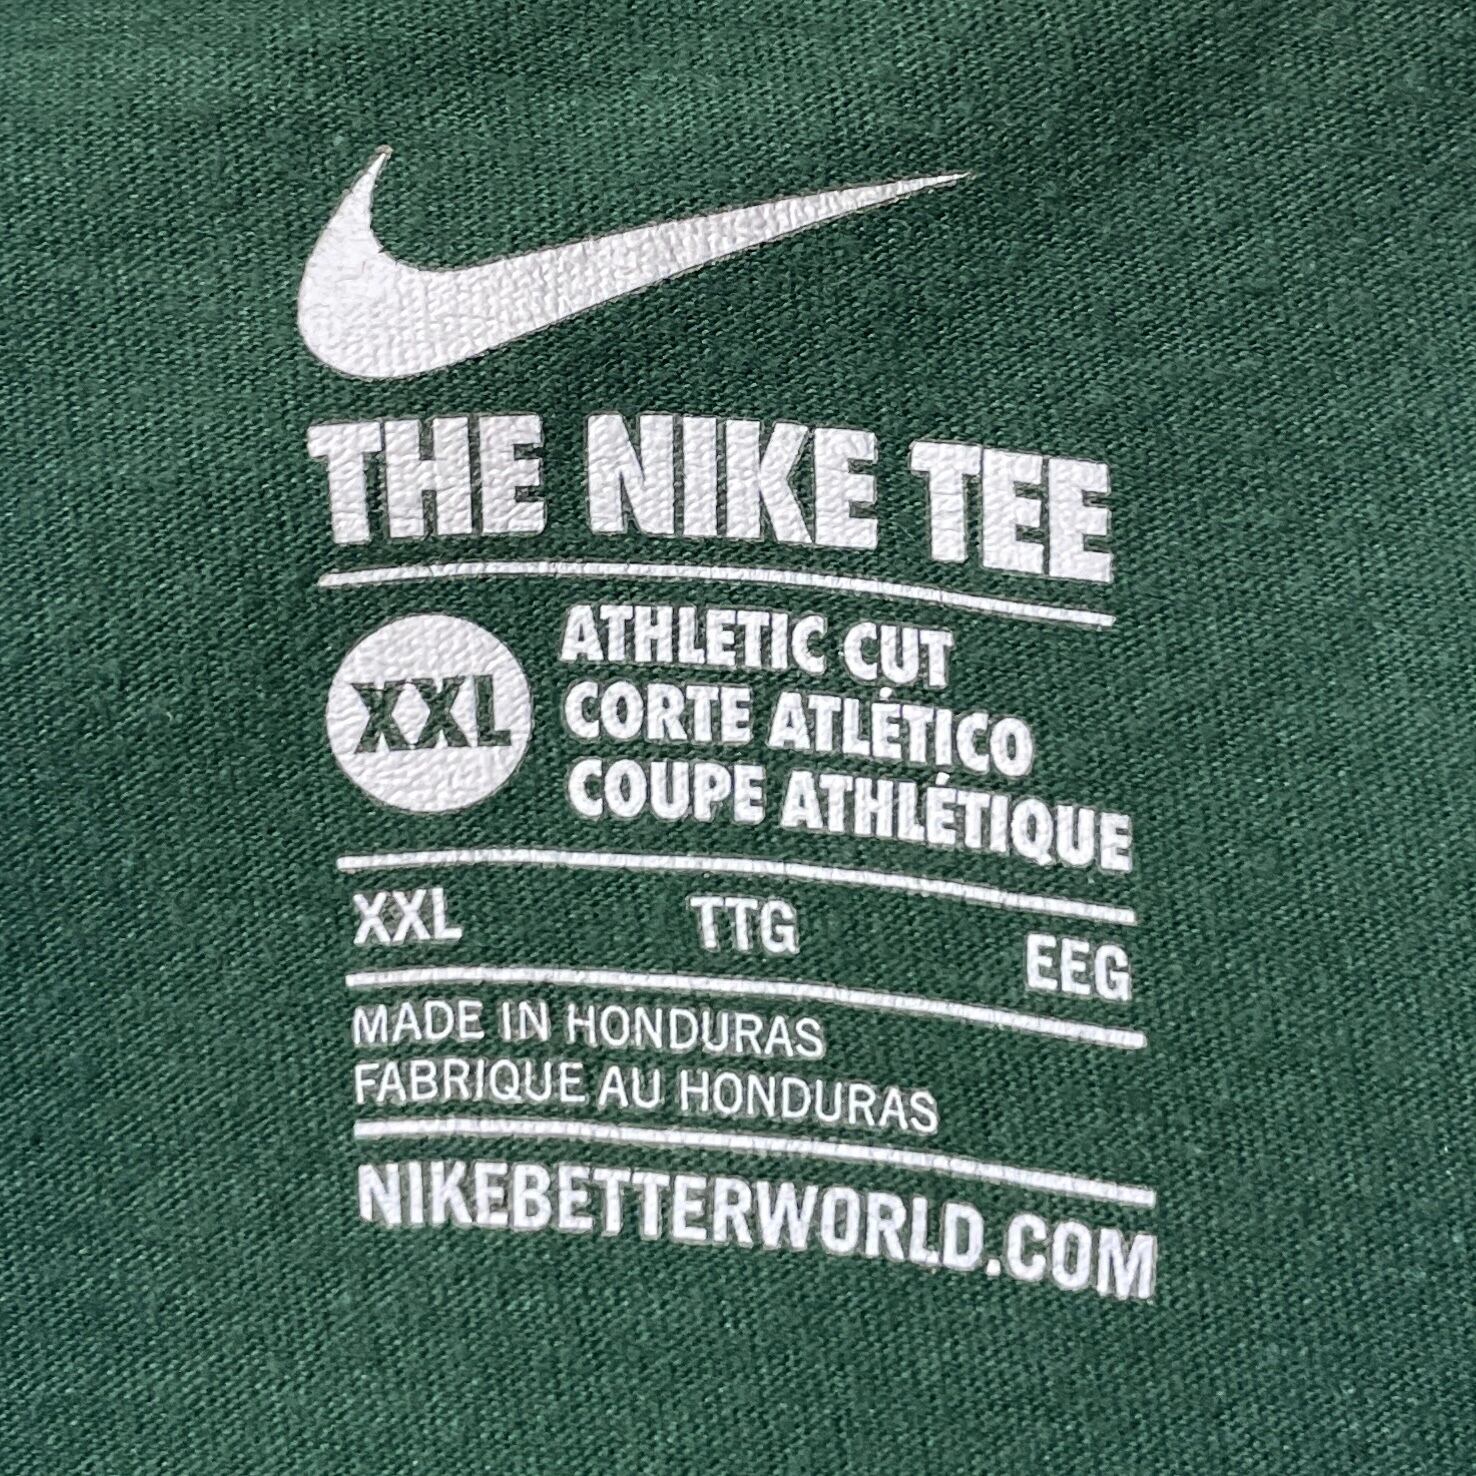 THE NIKE TEE
XXL
ATHLETIC CUT
CORTE ATLÉTICO
COUPE ATHLÉTIQUE
XXL TTG EEG
MADE IN HONDURAS
FABRIQUE AU HONDURAS
NIKEBETTERWORLD.COM